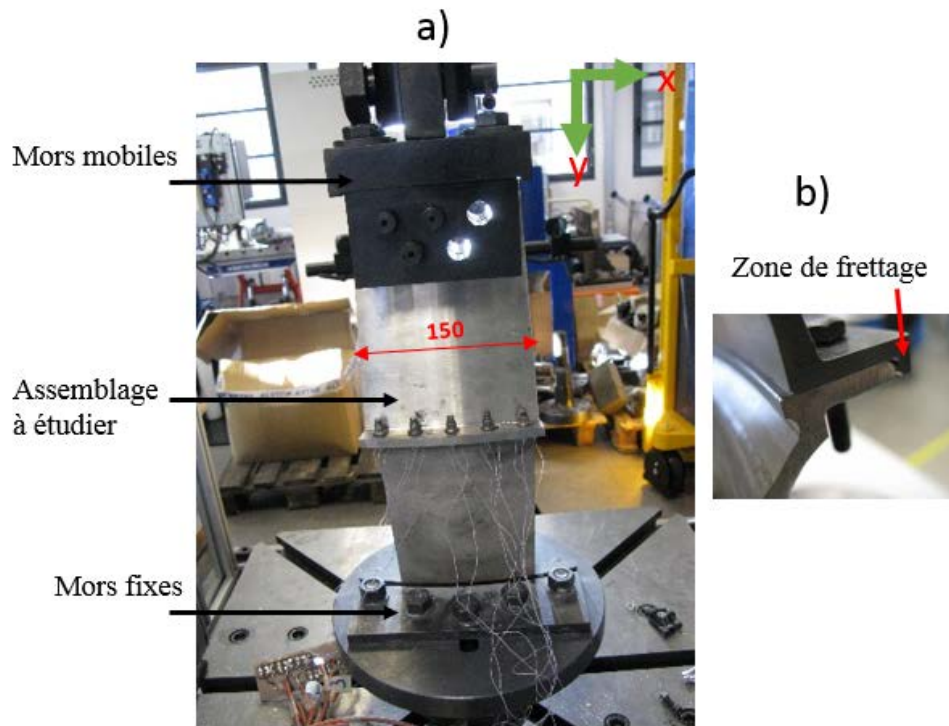 a)
x
y
Mors mobiles
b)
Zone de frettage
150
Assemblage
à étudier
Mors fixes